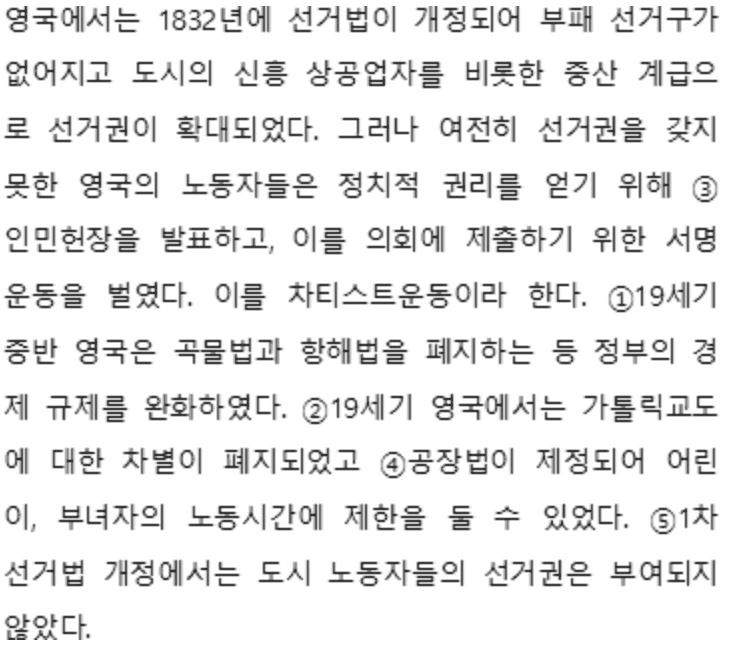 영국에서는 1832년에 선거법이 개정되어 부패 선거구가
없어지고 도시의 신흥 상공업자를 비롯한 중산 계급으
로 선거권이 확대되었다. 그러나 여전히 선거권을 갖지
못한 영국의 노동자들은 정치적 권리를 얻기 위해 ③
인민헌장을 발표하고, 이를 의회에 제출하기 위한 서명
운동을 벌였다. 이를 차티스트운동이라 한다. ①19세기
중반 영국은 곡물법과 항해법을 폐지하는 등 정부의 경
제 규제를 완화하였다. ②19세기 영국에서는 가톨릭교도
에 대한 차별이 폐지되었고 ④공장법이 제정되어 어린
이, 부녀자의 노동시간에 제한을 둘 수 있었다. ⑤1차
선거법 개정에서는 도시 노동자들의 선거권은 부여되지
않았다.